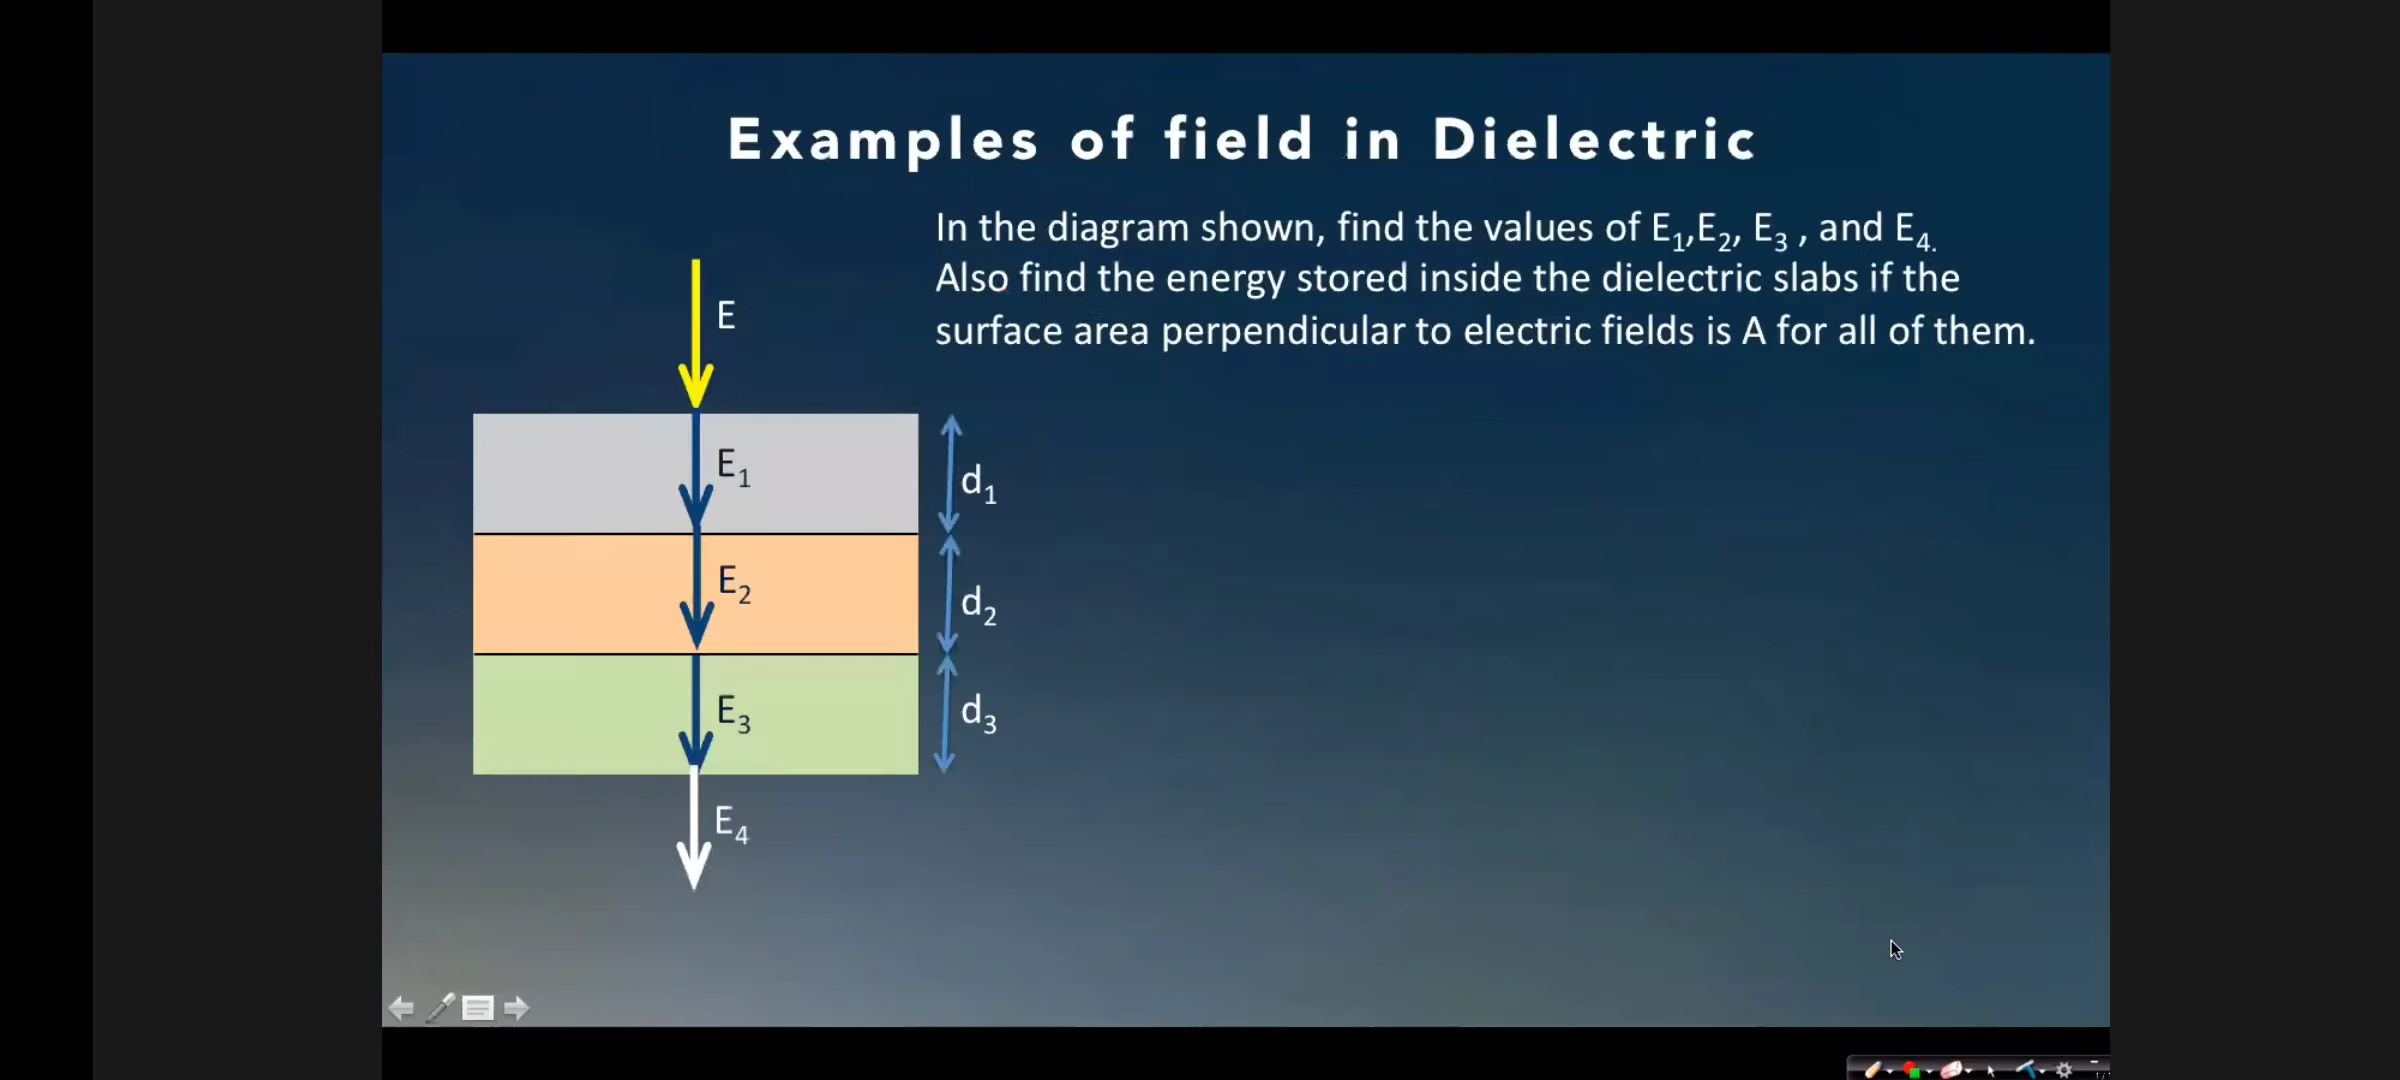 Examples of field in Dielectric
In the diagram shown, find the values of E₁,E₂, E₃ , and E₄.
Also find the energy stored inside the dielectric slabs if the
surface area perpendicular to electric fields is A for all of them.
E
E₁
d₁
E₂
d₂
E₃
d₃
E₄